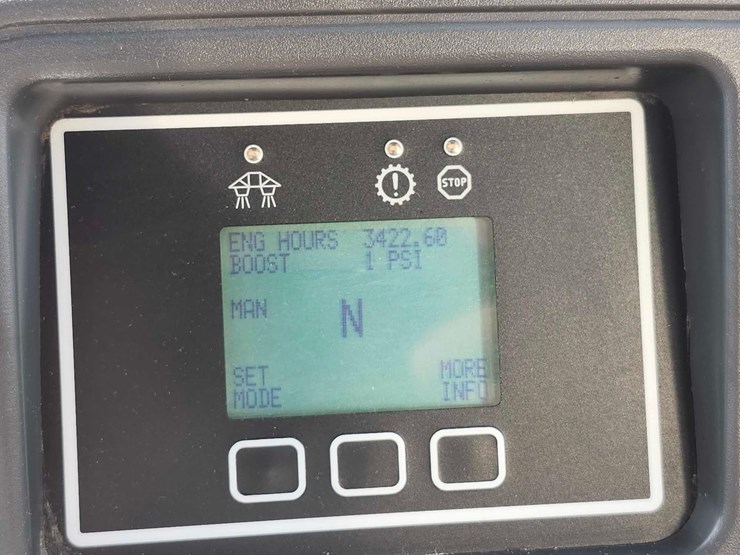 STOP
ENG HOURS 3422.60
BOOST 1 PSI
MAN N
SET MORE
MODE INFO